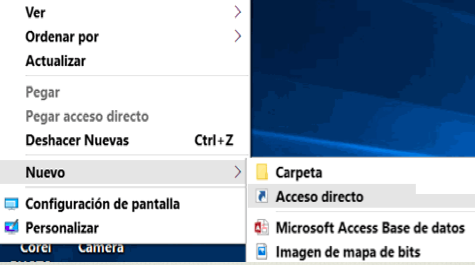 Ver
Ordenar por
Actualizar
Pegar
Pegar acceso directo
Deshacer Nuevas Ctrl+Z
Nuevo
Carpeta
Acceso directo
Microsoft Access Base de datos
Imagen de mapa de bits
Configuración de pantalla
Personalizar
Corel Camera